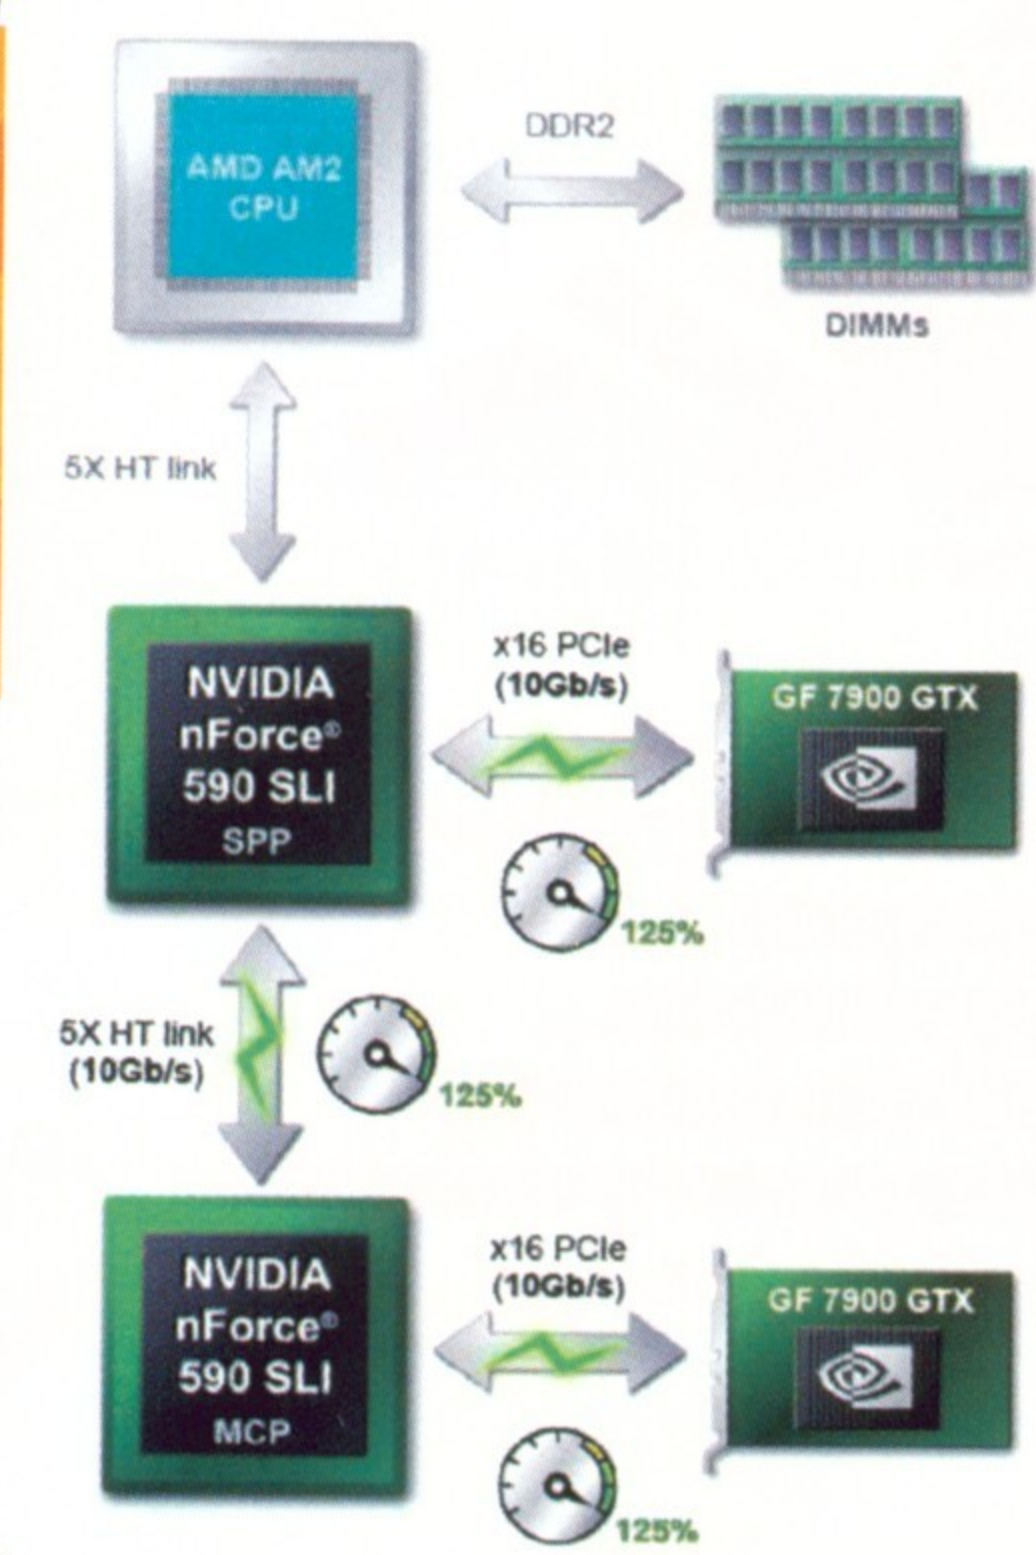 AMD AM2
CPU
DDR2
DIMMs
5X HT link
NVIDIA
nForce®
590 SLI
SPP
x16 PCIe
(10Gb/s)
GF 7900 GTX
125%
5X HT link
(10Gb/s)
125%
NVIDIA
nForce®
590 SLI
MCP
x16 PCIe
(10Gb/s)
GF 7900 GTX
125%